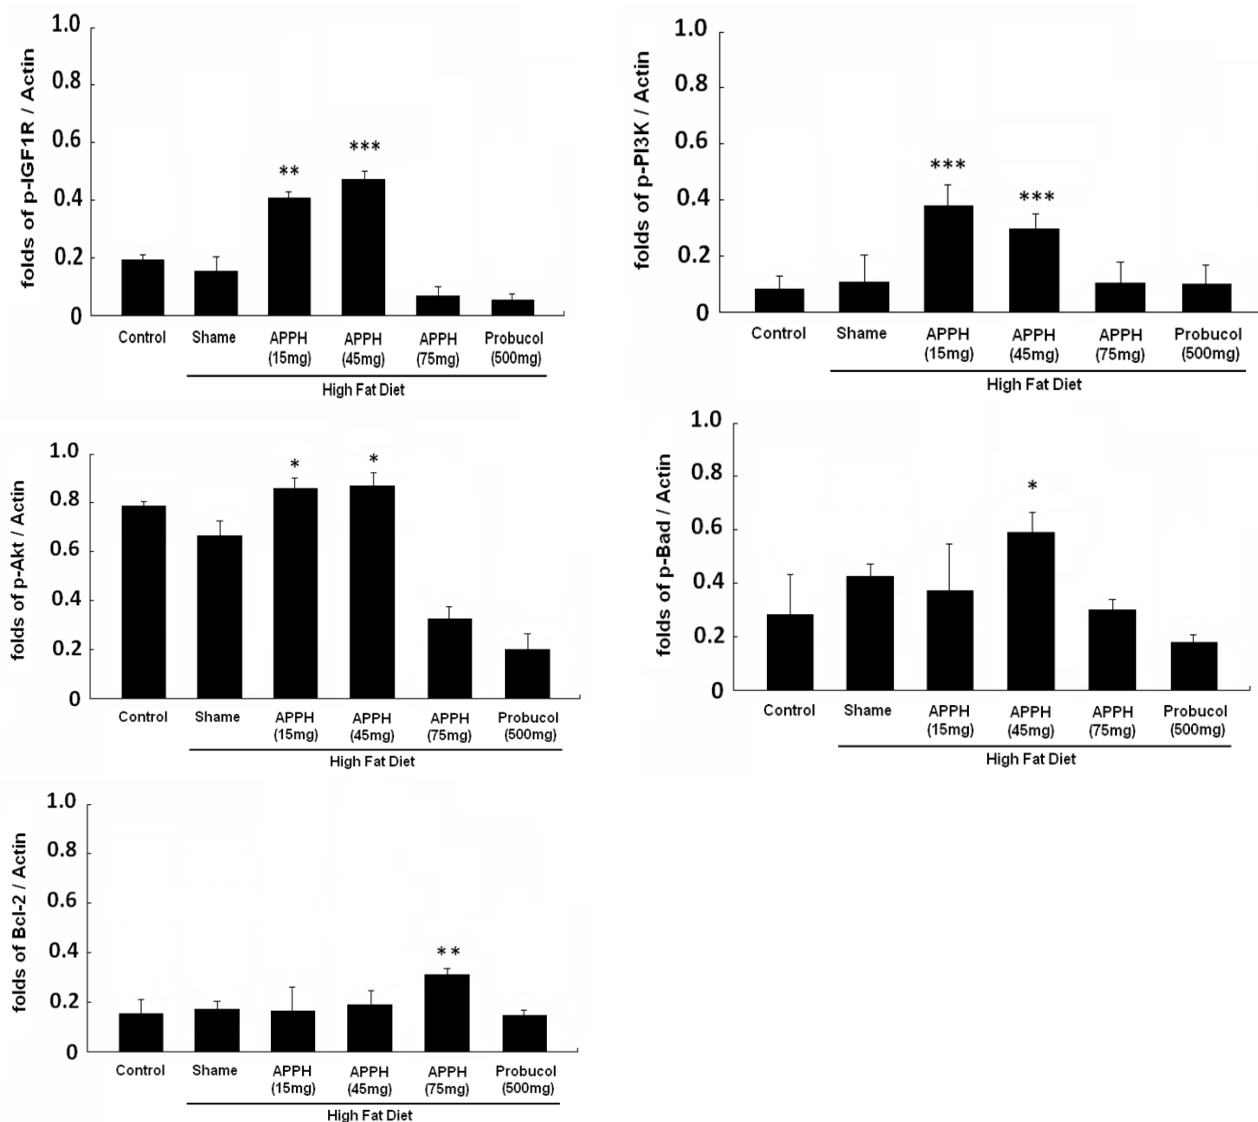 folds of p-IGF1R / Actin
1.0
0.8
0.6
0.4
0.2
0
**
***
Control Shame APPH (15mg) APPH (45mg) APPH (75mg) Probucol (500mg)
High Fat Diet
folds of p-PI3K / Actin
1.0
0.8
0.6
0.4
0.2
0
***
***
Control Shame APPH (15mg) APPH (45mg) APPH (75mg) Probucol (500mg)
High Fat Diet
folds of p-Akt / Actin
1.0
0.8
0.6
0.4
0.2
0
*
*
Control Shame APPH (15mg) APPH (45mg) APPH (75mg) Probucol (500mg)
High Fat Diet
folds of p-Bad / Actin
1.0
0.8
0.6
0.4
0.2
0
*
Control Shame APPH (15mg) APPH (45mg) APPH (75mg) Probucol (500mg)
High Fat Diet
folds of Bcl-2 / Actin
1.0
0.8
0.6
0.4
0.2
0
**
Control Shame APPH (15mg) APPH (45mg) APPH (75mg) Probucol (500mg)
High Fat Diet